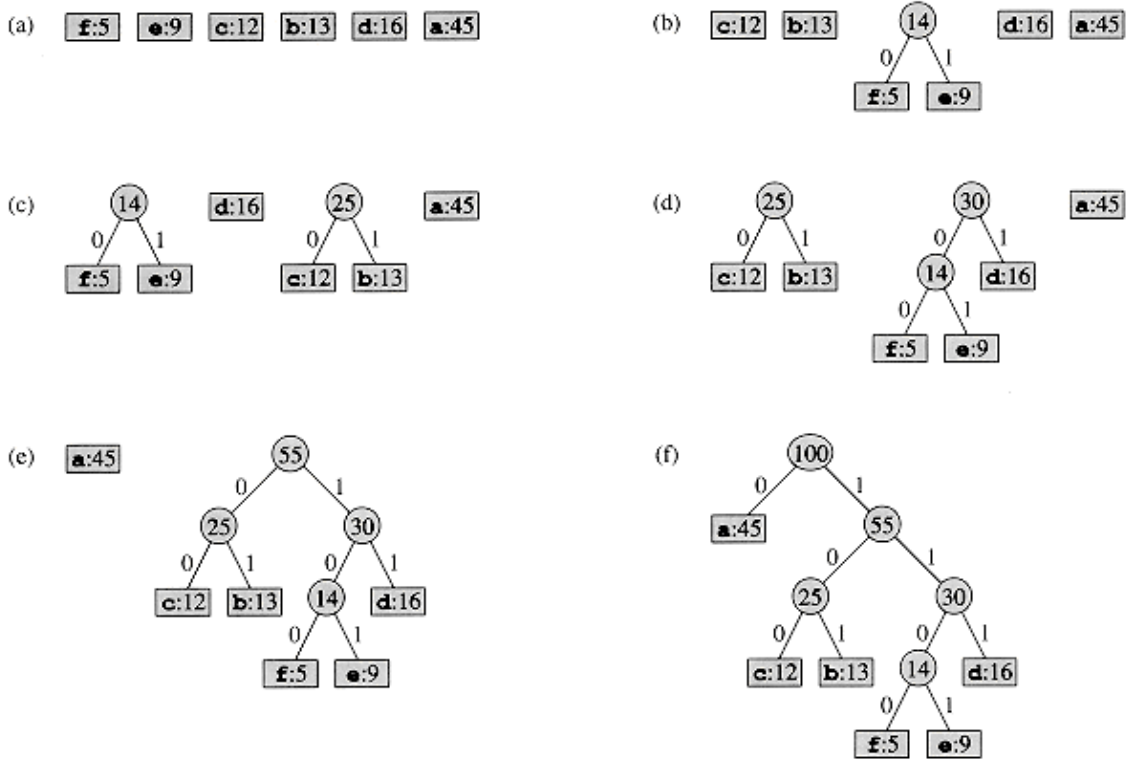 (a) f:5 e:9 c:12 b:13 d:16 a:45
(b) c:12 b:13 14 d:16 a:45
0 1
f:5 e:9
(c) 14 d:16 25 a:45
0 1 0 1
f:5 e:9 c:12 b:13
(d) 25 30 a:45
0 1 0 1
c:12 b:13 14 d:16
0 1
f:5 e:9
(e) a:45 55
0 1
25 30
0 1 0 1
c:12 b:13 14 d:16
0 1
f:5 e:9
(f) 100
0 1
a:45 55
0 1
25 30
0 1 0 1
c:12 b:13 14 d:16
0 1
f:5 e:9